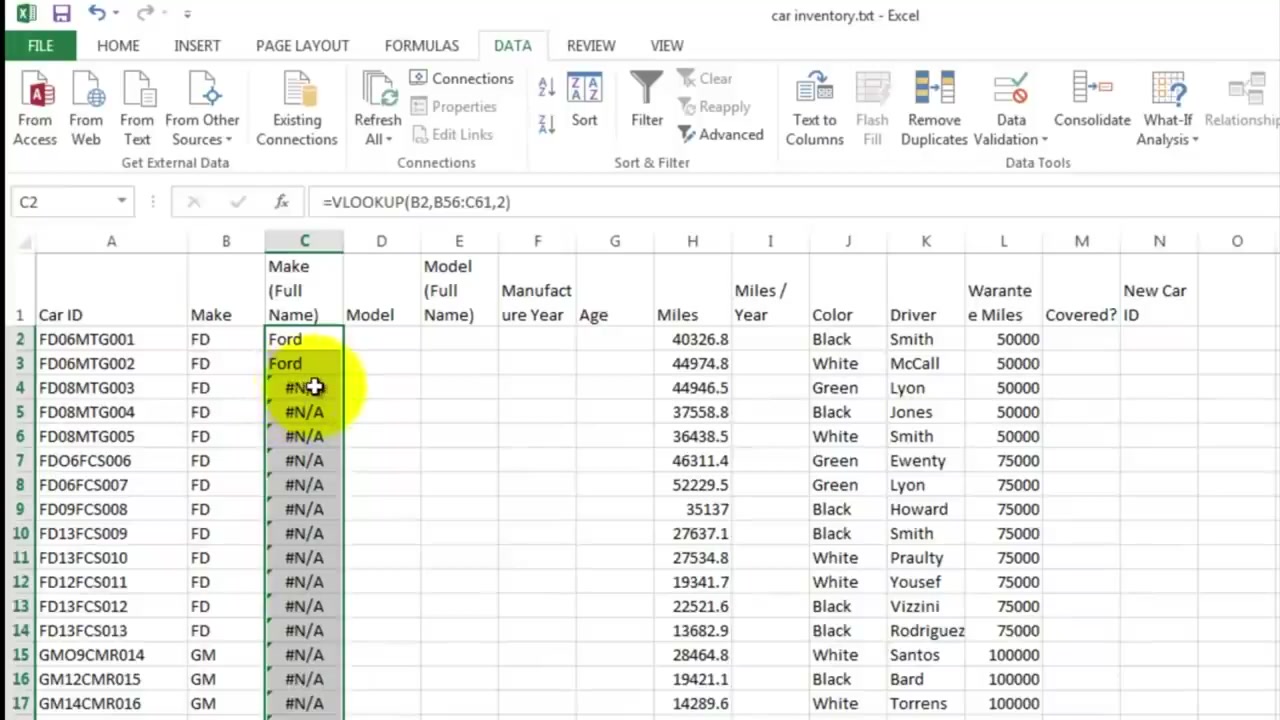 car inventory.txt - Excel
FILE HOME INSERT PAGE LAYOUT FORMULAS DATA REVIEW VIEW
From Access
From Web
From Text
From Other Sources
Get External Data
Existing Connections
Refresh All
Connections
Properties
Edit Links
Connections
Sort
Filter
Clear
Reapply
Advanced
Sort & Filter
Text to Columns
Flash Fill
Remove Duplicates
Data Validation
Consolidate
What-If Analysis
Relationship
Data Tools
C2 fx =VLOOKUP(B2,B56:C61,2)
A B C D E F G H I J K L M N O
1 Car ID Make Make (Full Name) Model Model (Full Name) Manufact ure Year Age Miles Miles / Year Color Driver Warante e Miles Covered? New Car ID
2 FD06MTG001 FD Ford 40326.8 Black Smith 50000
3 FD06MTG002 FD Ford 44974.8 White McCall 50000
4 FD08MTG003 FD 44946.5 Green Lyon 50000
5 FD08MTG004 FD #N/A 37558.8 Black Jones 50000
6 FD08MTG005 FD #N/A 36438.5 White Smith 50000
7 FDO6FCS006 FD #N/A 46311.4 Green Ewenty 75000
8 FD06FCS007 FD #N/A 52229.5 Green Lyon 75000
9 FD09FCS008 FD #N/A 35137 Black Howard 75000
10 FD13FCS009 FD #N/A 27637.1 Black Smith 75000
11 FD13FCS010 FD #N/A 27534.8 White Praulty 75000
12 FD12FCS011 FD #N/A 19341.7 White Yousef 75000
13 FD13FCS012 FD #N/A 22521.6 Black Vizzini 75000
14 FD13FCS013 FD #N/A 13682.9 Black Rodriguez 75000
15 GMO9CMR014 GM #N/A 28464.8 White Santos 100000
16 GM12CMR015 GM #N/A 19421.1 Black Bard 100000
17 GM14CMR016 GM #N/A 14289.6 White Torrens 100000